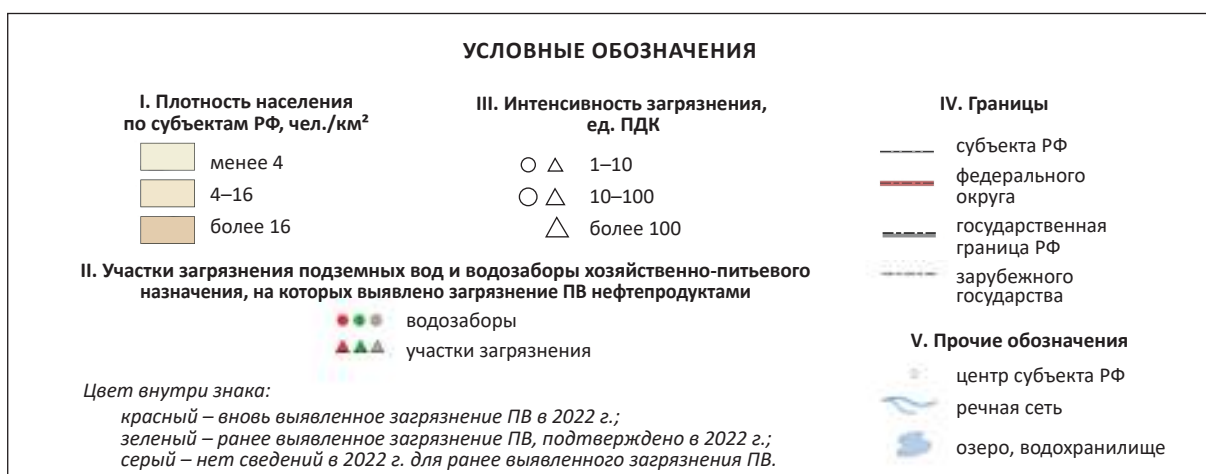 УСЛОВНЫЕ ОБОЗНАЧЕНИЯ
I. Плотность населения
по субъектам РФ, чел./км²
менее 4
4–16
более 16
III. Интенсивность загрязнения,
ед. ПДК
1–10
10–100
более 100
II. Участки загрязнения подземных вод и водозаборы хозяйственно-питьевого
назначения, на которых выявлено загрязнение ПВ нефтепродуктами
водозаборы
участки загрязнения
Цвет внутри знака:
красный – вновь выявленное загрязнение ПВ в 2022 г.;
зеленый – ранее выявленное загрязнение ПВ, подтверждено в 2022 г.;
серый – нет сведений в 2022 г. для ранее выявленного загрязнения ПВ.
IV. Границы
субъекта РФ
федерального
округа
государственная
граница РФ
зарубежного
государства
V. Прочие обозначения
центр субъекта РФ
речная сеть
озеро, водохранилище